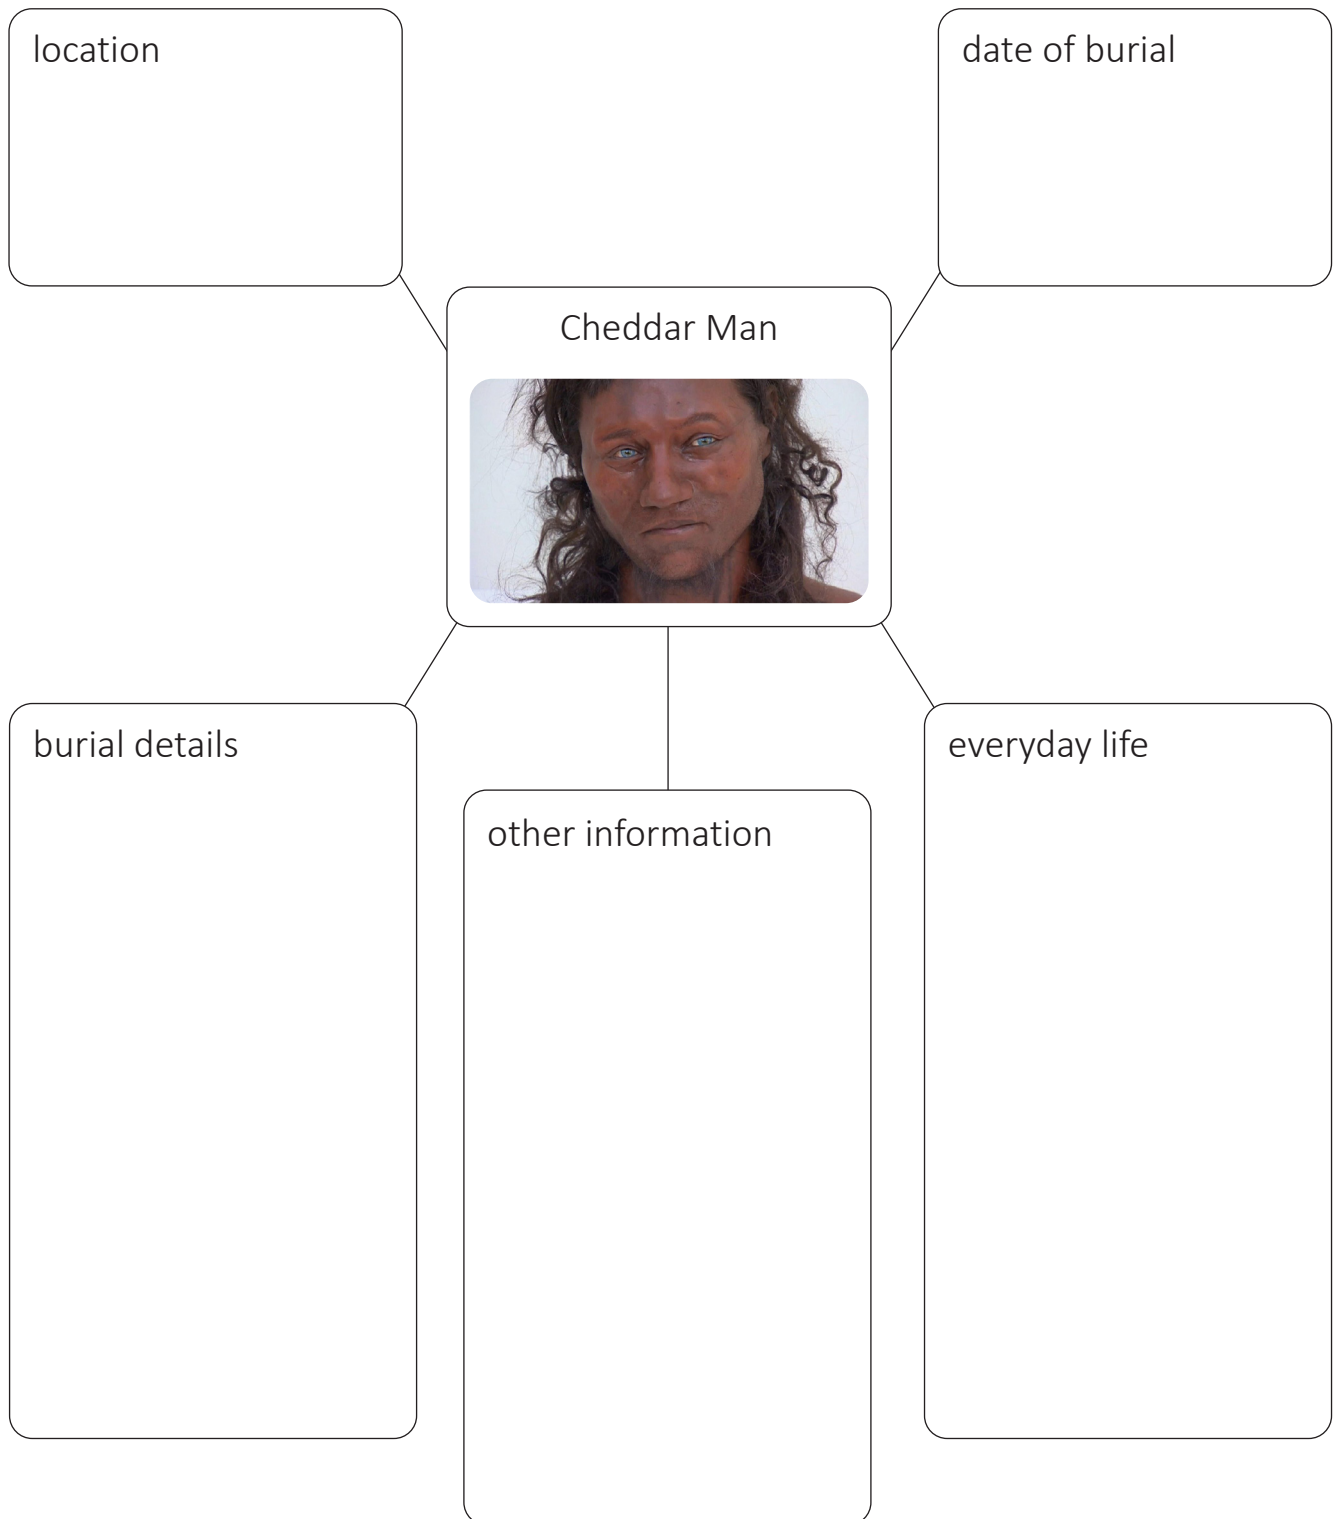 location
date of burial
Cheddar Man
burial details
everyday life
other information